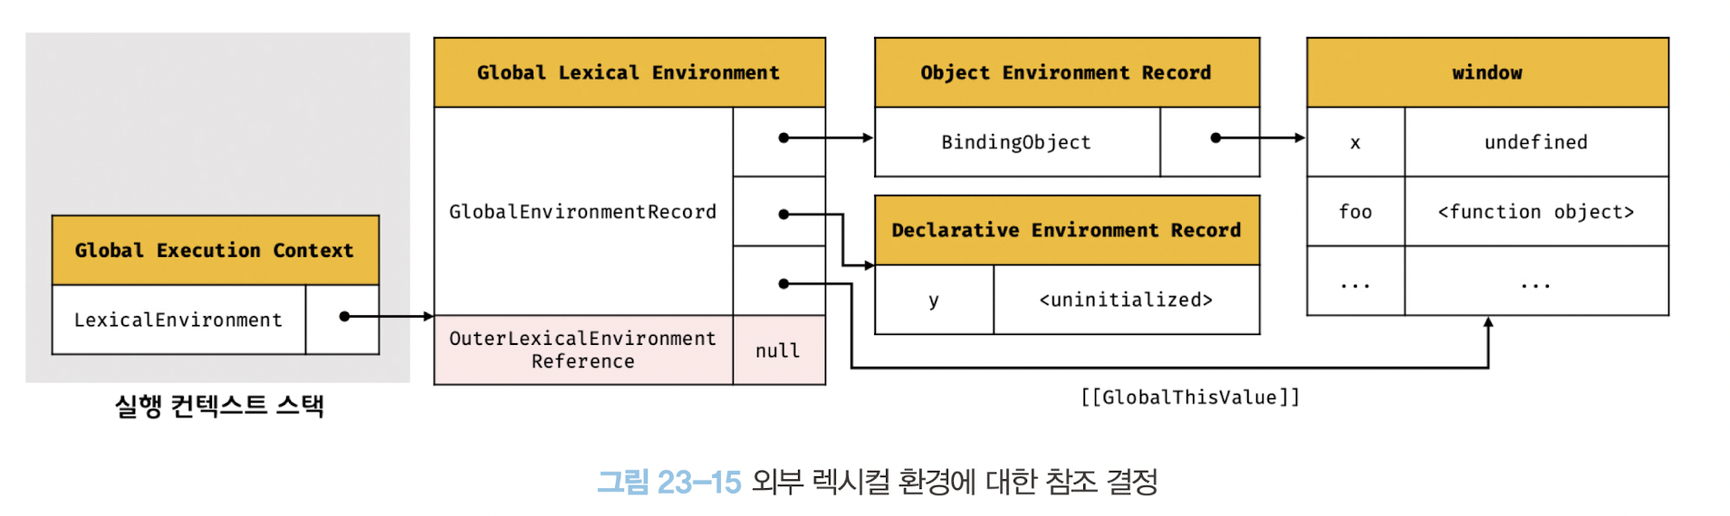 Global Execution Context
LexicalEnvironment
실행 컨텍스트 스택
Global Lexical Environment
GlobalEnvironmentRecord
OuterLexicalEnvironment
Reference
null
Object Environment Record
BindingObject
Declarative Environment Record
y
<uninitialized>
window
x
undefined
foo
<function object>
...
...
[[GlobalThisValue]]
그림 23-15 외부 렉시컬 환경에 대한 참조 결정